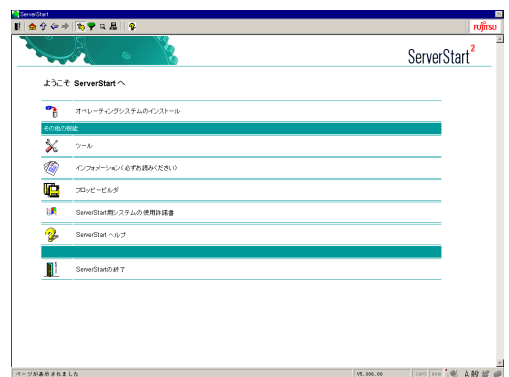 ServerStart
FUJITSU
ServerStart2
ようこそ ServerStart へ
オペレーティングシステムのインストール
その他の機能
ツール
インフォメーション(必ずお読みください)
フロッピービルダ
ServerStart用システムの使用許諾書
ServerStart ヘルプ
ServerStartの終了
ページが表示されました
V5.306.00
CAPS
NUM
A 般